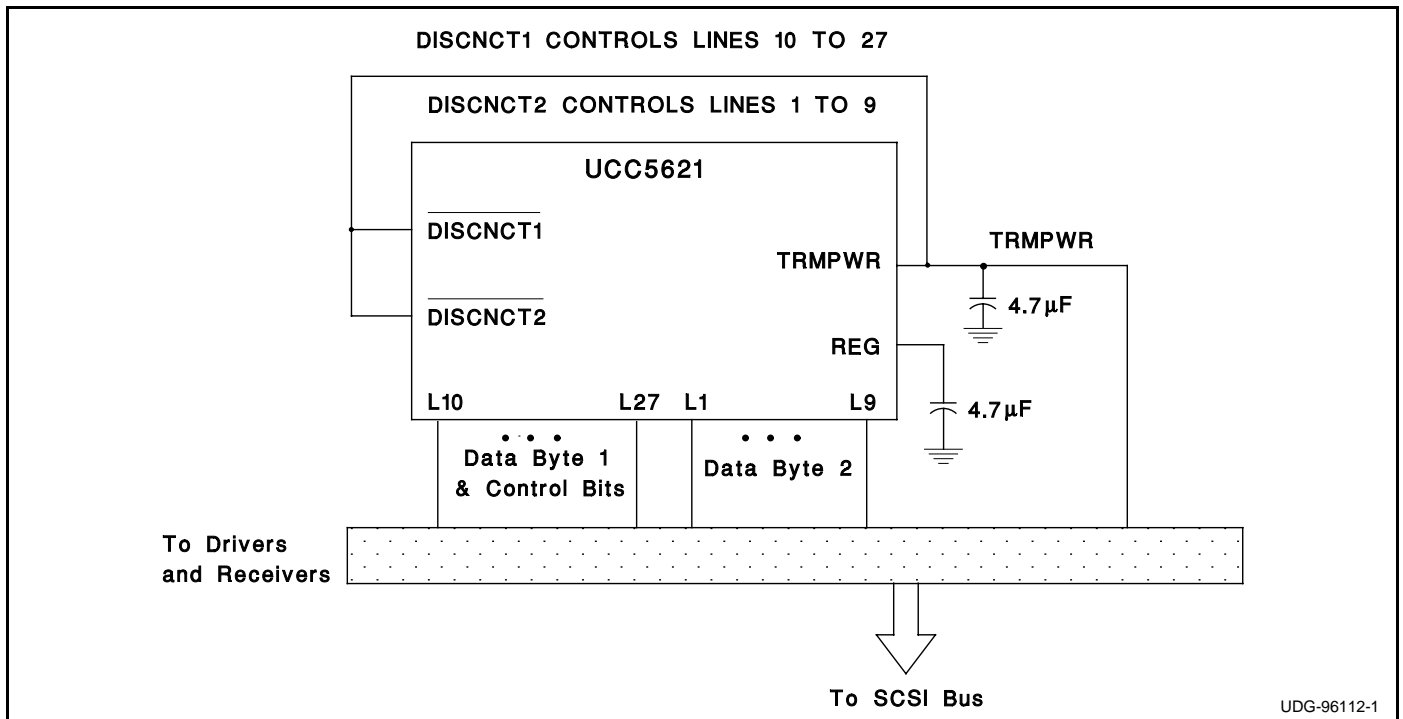 DISCNCT1 CONTROLS LINES 10 TO 27
DISCNCT2 CONTROLS LINES 1 TO 9
UCC5621
DISCNCT1
TRMPWR
TRMPWR
4.7µF
DISCNCT2
REG
L10
L27
L1
L9
4.7µF
• • •
Data Byte 1
& Control Bits
• • •
Data Byte 2
To Drivers
and Receivers
To SCSI Bus
UDG-96112-1